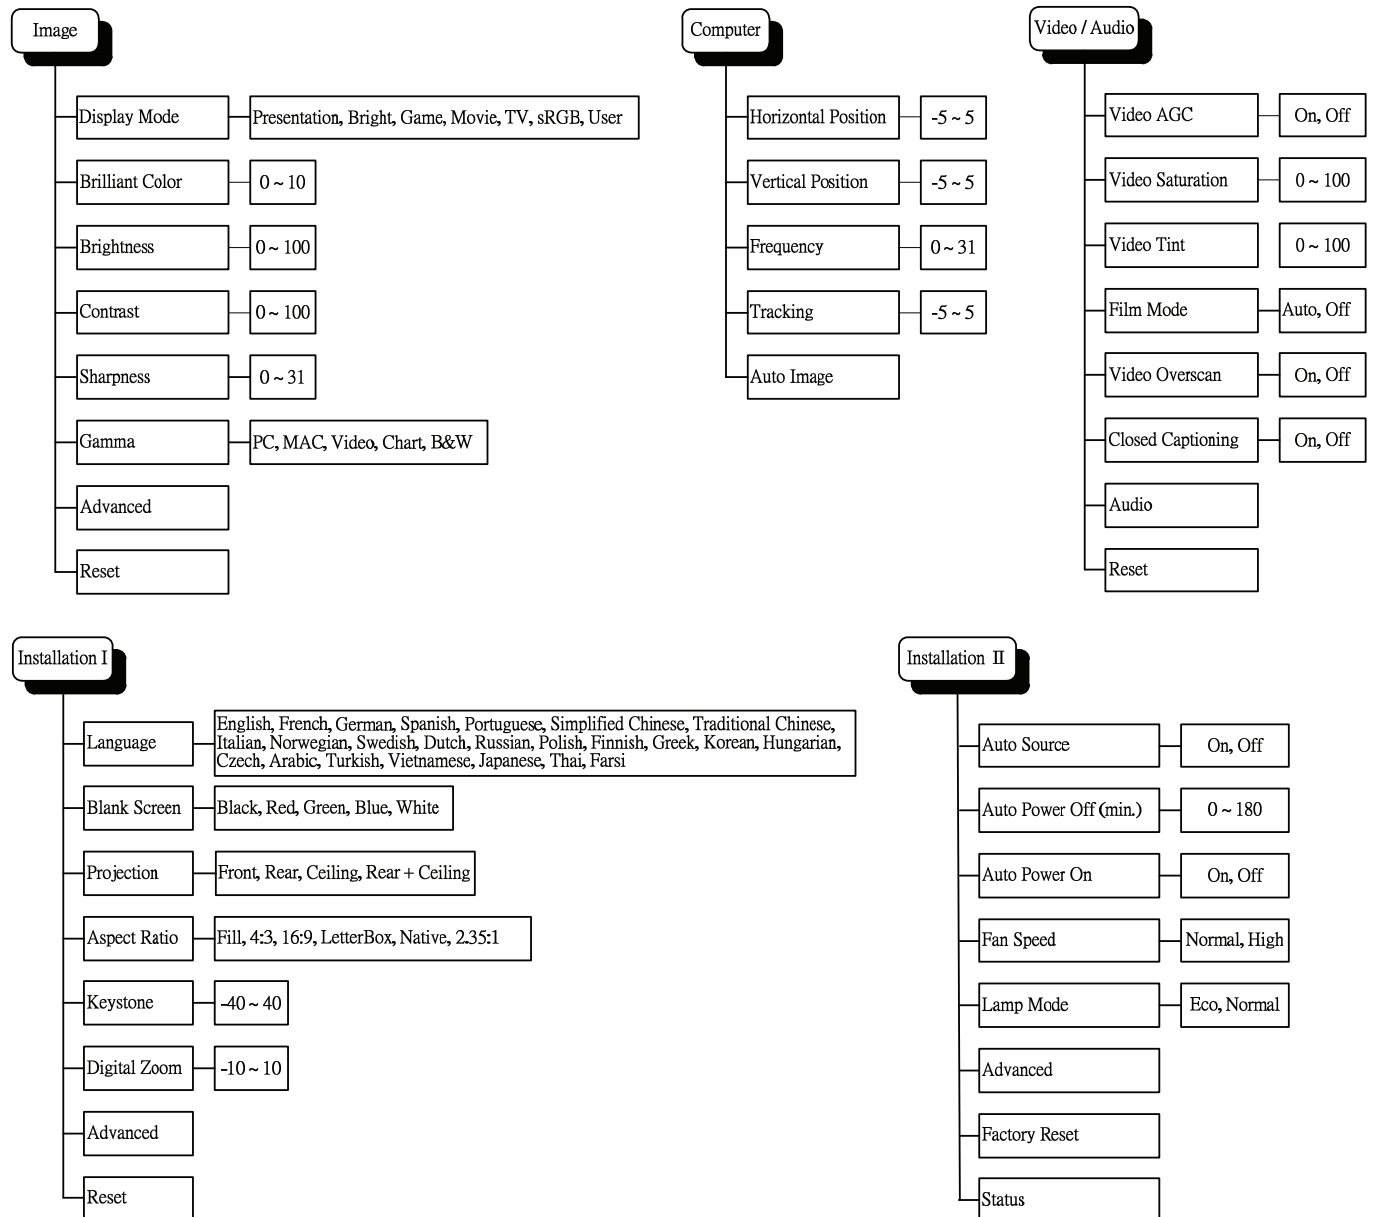 Image
Display Mode
Presentation, Bright, Game, Movie, TV, sRGB, User
Brilliant Color
0 ~ 10
Brightness
0 ~ 100
Contrast
0 ~ 100
Sharpness
0 ~ 31
Gamma
PC, MAC, Video, Chart, B&W
Advanced
Reset
Computer
Horizontal Position
-5 ~ 5
Vertical Position
-5 ~ 5
Frequency
0 ~ 31
Tracking
-5 ~ 5
Auto Image
Video / Audio
Video AGC
On, Off
Video Saturation
0 ~ 100
Video Tint
0 ~ 100
Film Mode
Auto, Off
Video Overscan
On, Off
Closed Captioning
On, Off
Audio
Reset
Installation I
Language
English, French, German, Spanish, Portuguese, Simplified Chinese, Traditional Chinese,
Italian, Norwegian, Swedish, Dutch, Russian, Polish, Finnish, Greek, Korean, Hungarian,
Czech, Arabic, Turkish, Vietnamese, Japanese, Thai, Farsi
Blank Screen
Black, Red, Green, Blue, White
Projection
Front, Rear, Ceiling, Rear + Ceiling
Aspect Ratio
Fill, 4:3, 16:9, LetterBox, Native, 2.35:1
Keystone
-40 ~ 40
Digital Zoom
-10 ~ 10
Advanced
Reset
Installation II
Auto Source
On, Off
Auto Power Off (min.)
0 ~ 180
Auto Power On
On, Off
Fan Speed
Normal, High
Lamp Mode
Eco, Normal
Advanced
Factory Reset
Status